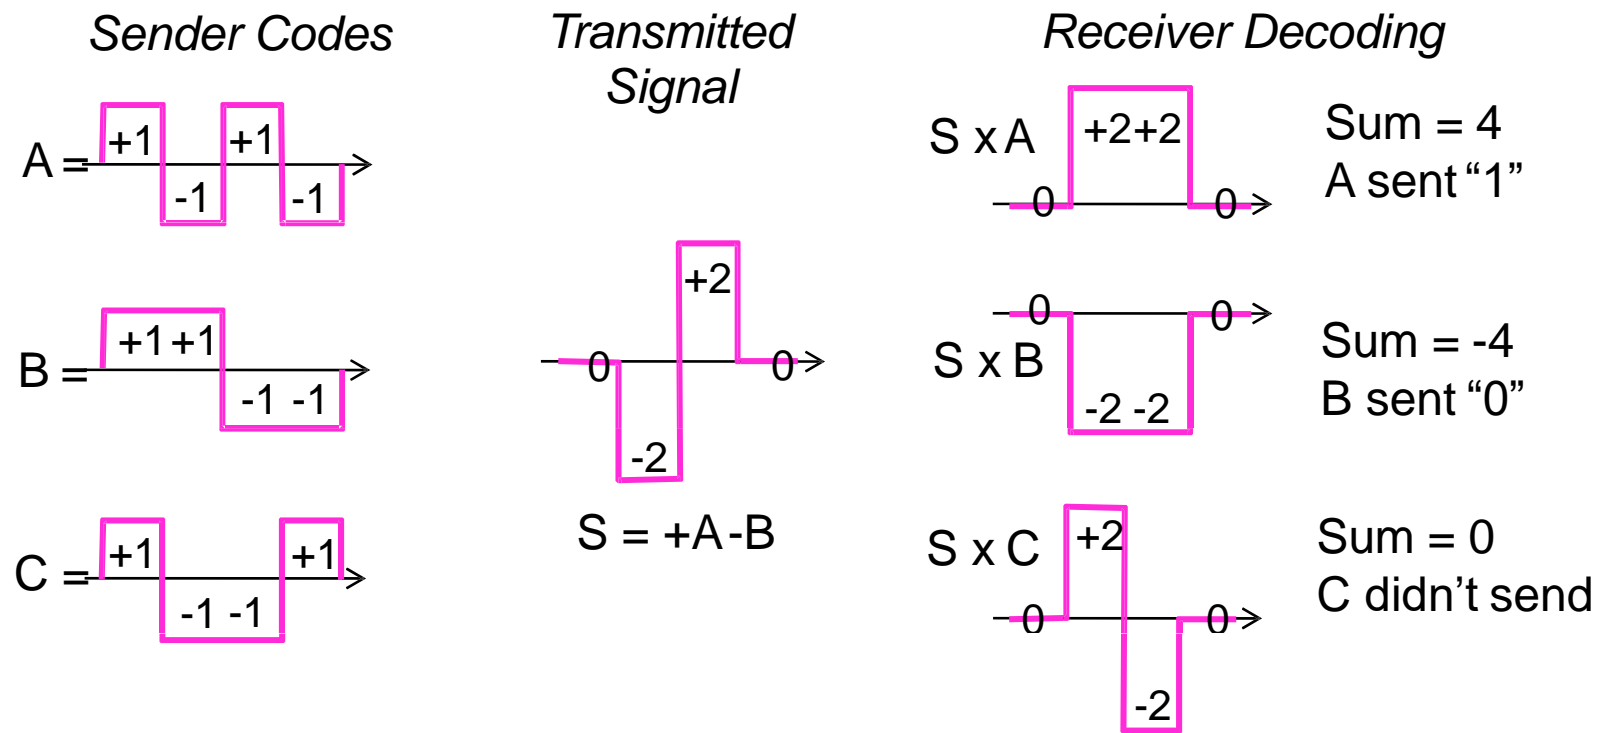 Sender Codes
Transmitted
Signal
Receiver Decoding
A =
+1
-1
+1
-1
B =
+1 +1
-1 -1
C =
+1
-1 -1
+1
0
-2
+2
0
S = +A -B
S x A
0
+2+2
0
Sum = 4
A sent “1”
S x B
0
-2 -2
0
Sum = -4
B sent “0”
S x C
0
+2
-2
0
Sum = 0
C didn’t send